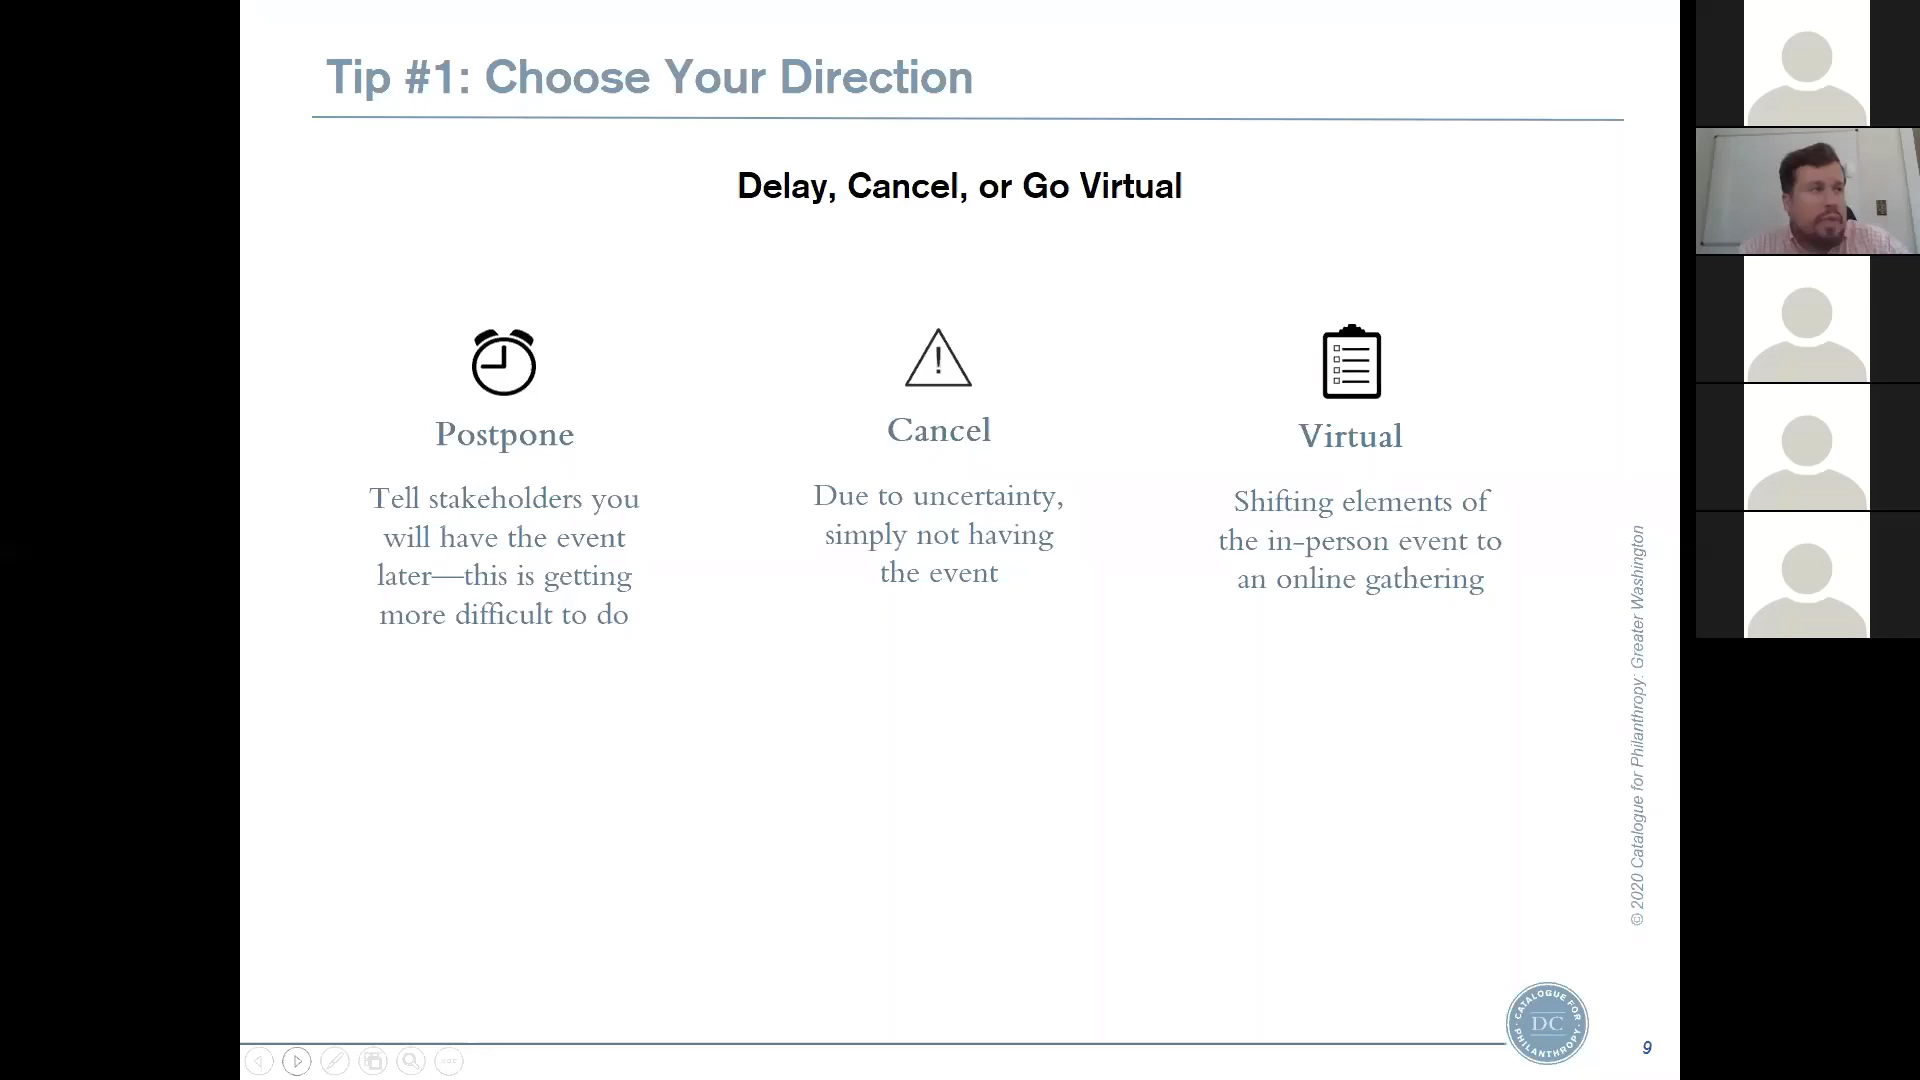 Tip #1: Choose Your Direction
Delay, Cancel, or Go Virtual
Postpone
Tell stakeholders you
will have the event
later—this is getting
more difficult to do
Cancel
Due to uncertainty,
simply not having
the event
Virtual
Shifting elements of
the in-person event to
an online gathering
© 2020 Catalogue for Philanthropy: Greater Washington
CATALOGUE FOR
DC
PHILANTHROPY
9